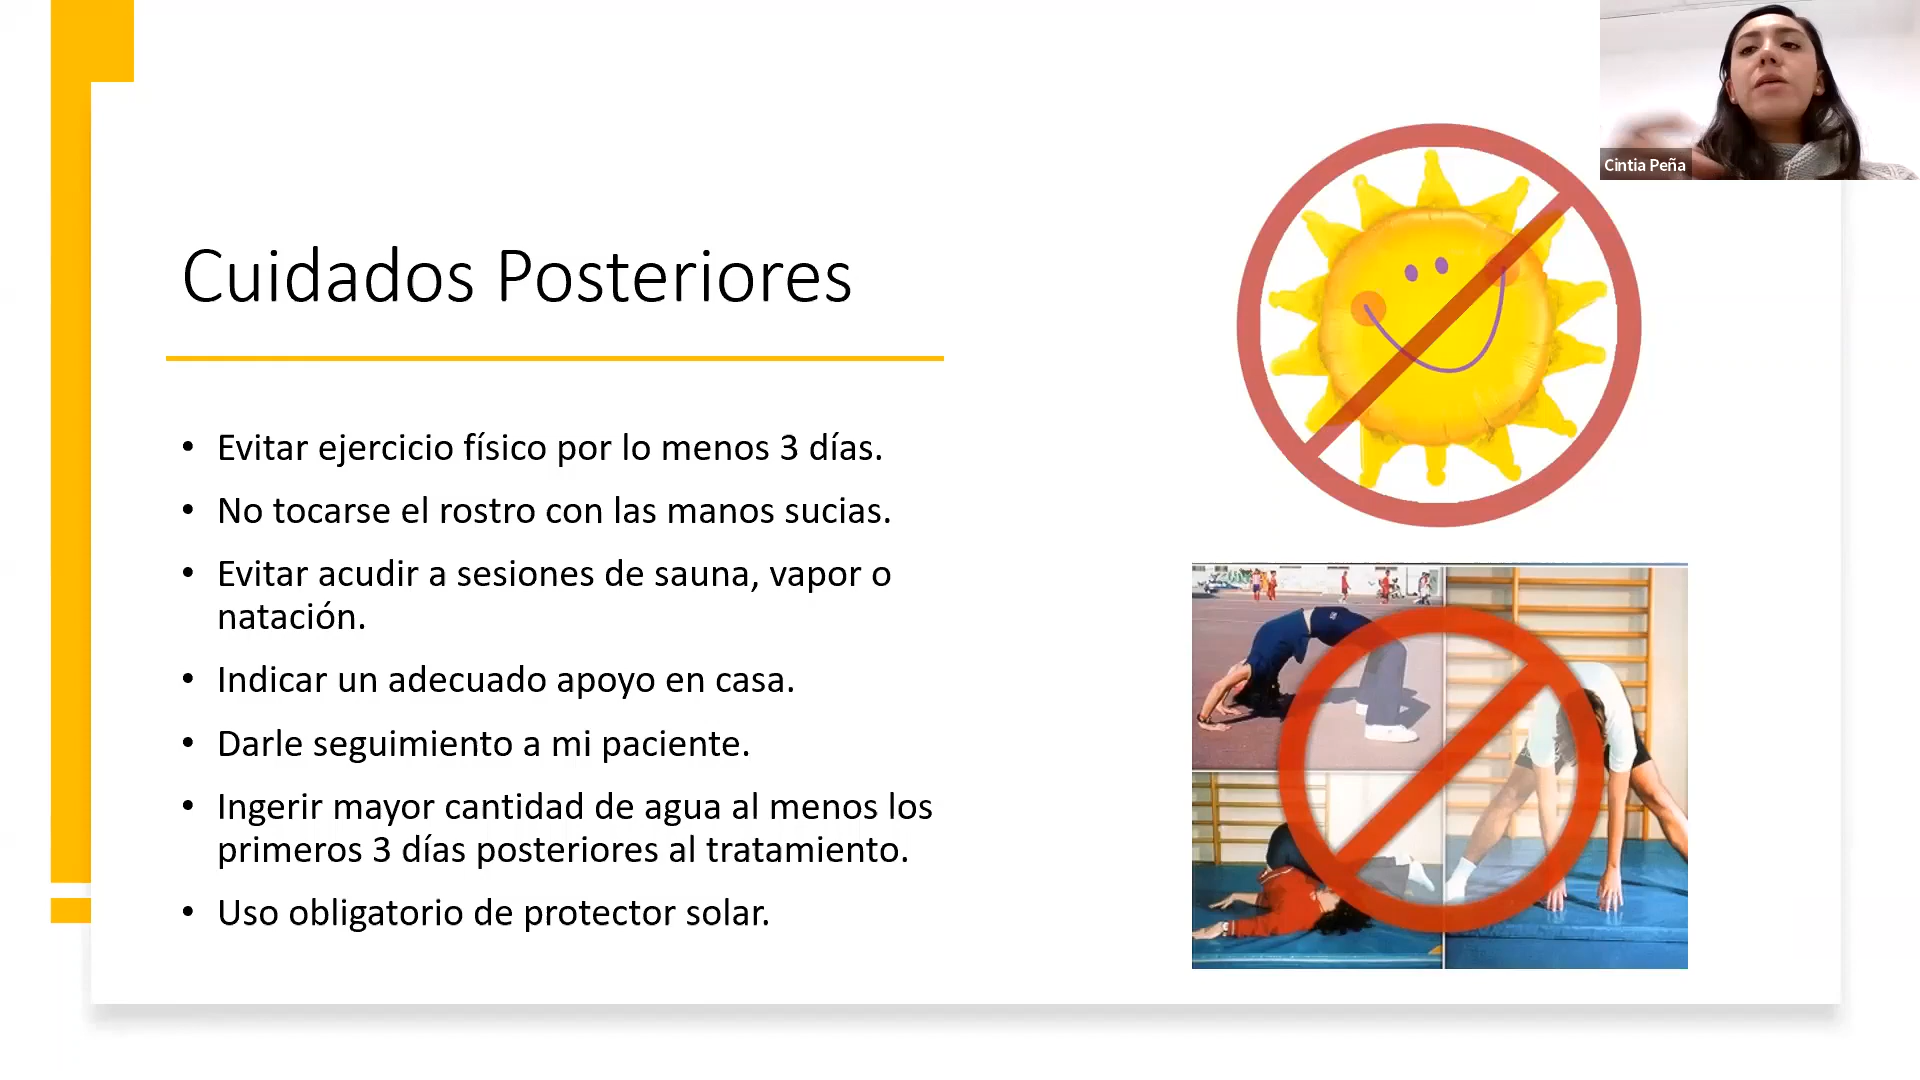 Cintia Peña
Cuidados Posteriores
• Evitar ejercicio físico por lo menos 3 días.
• No tocarse el rostro con las manos sucias.
• Evitar acudir a sesiones de sauna, vapor o
natación.
• Indicar un adecuado apoyo en casa.
• Darle seguimiento a mi paciente.
• Ingerir mayor cantidad de agua al menos los
primeros 3 días posteriores al tratamiento.
• Uso obligatorio de protector solar.